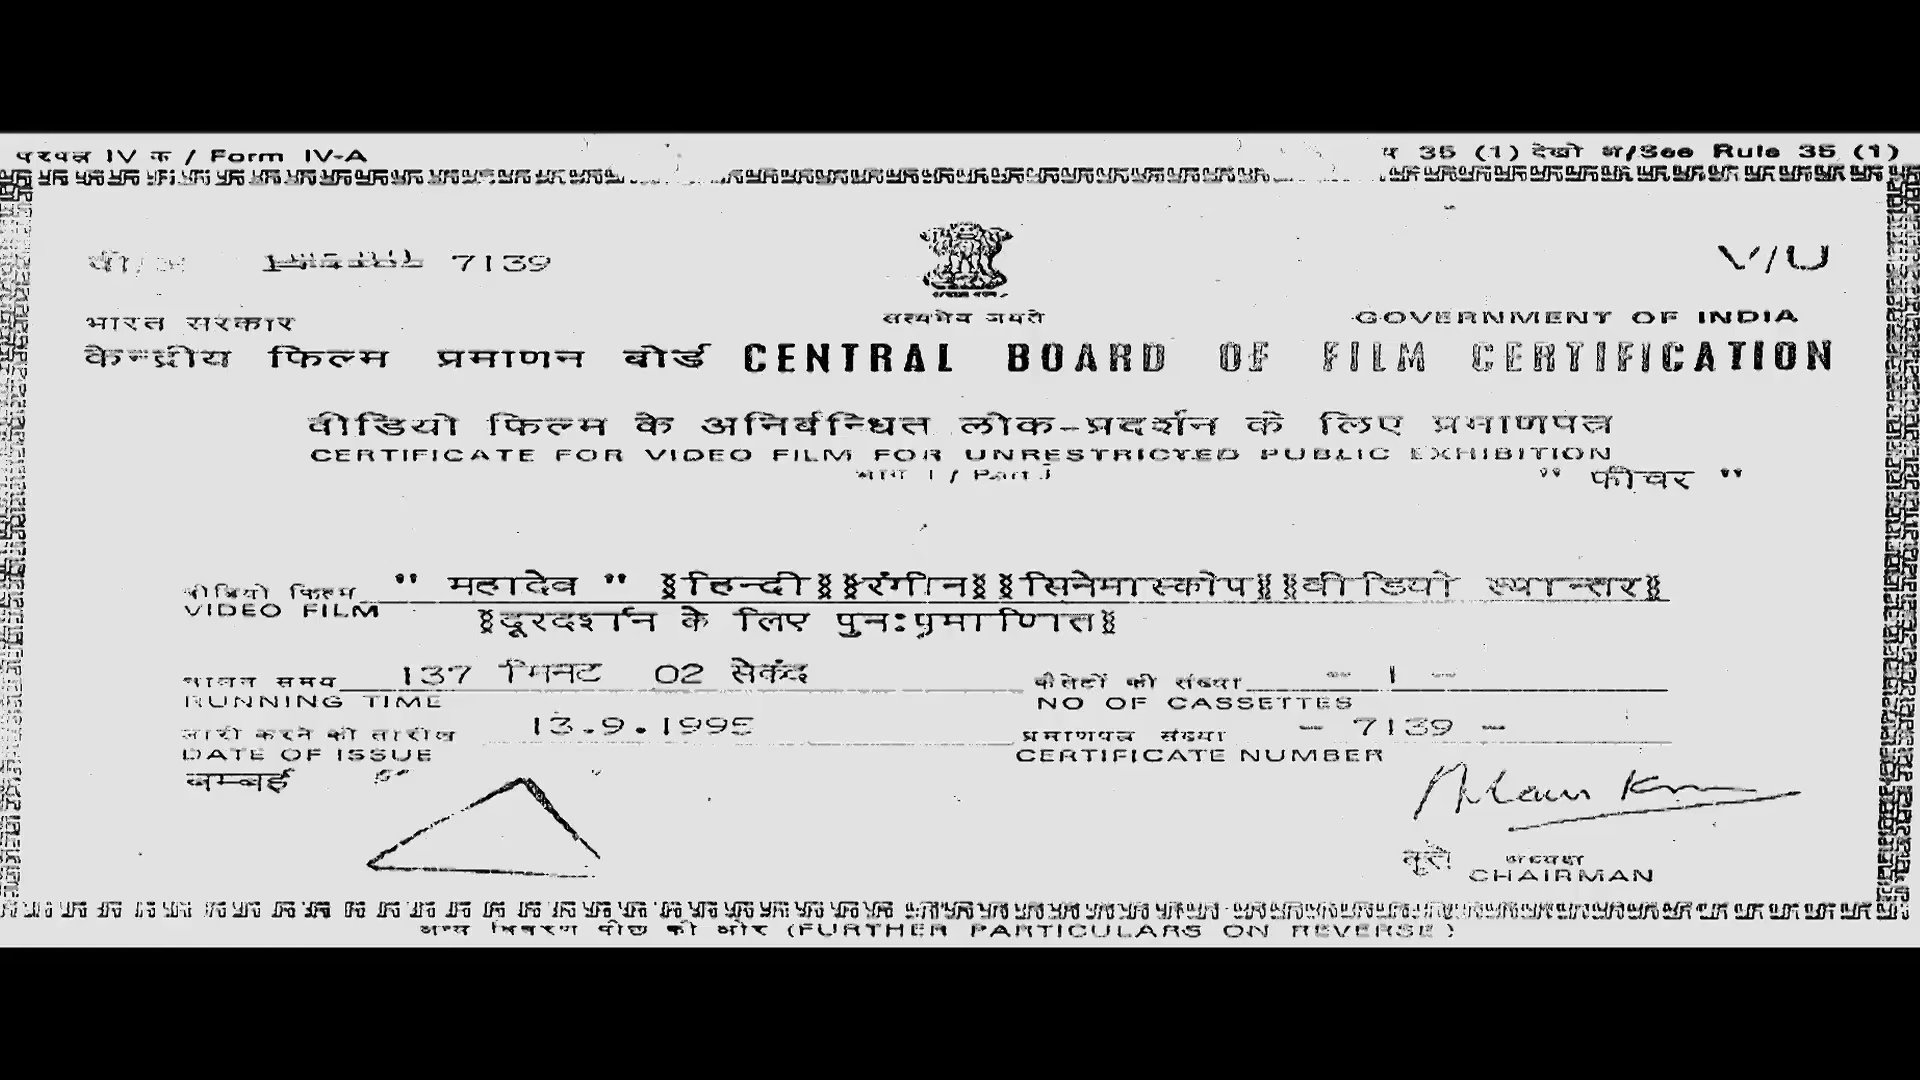 प्रपत्र IV क / Form IV-A
35 (1) देखो /See Rule 35 (1)
7139
V/U
सत्यमेव जयते
भारत सरकार
GOVERNMENT OF INDIA
केन्द्रीय फिल्म प्रमाणन बोर्ड CENTRAL BOARD OF FILM CERTIFICATION
वीडियो फिल्म के अनिर्बन्धित लोक-प्रदर्शन के लिए प्रमाणपत्र
CERTIFICATE FOR VIDEO FILM FOR UNRESTRICTED PUBLIC EXHIBITION
भाग I / Part I
" फीचर "
वीडियो फिल्म " महादेव " §हिन्दी§§रंगीन§§सिनेमास्कोप§§वीडियो §
VIDEO FILM
§दूरदर्शन के लिए पुन:प्रमाणित§
समय 137 मिनट 02 सेकंद
RUNNING TIME
कैसेटों की संख्या - 1 -
NO OF CASSETTES
जारी करने की तारीख 13.9.1995
DATE OF ISSUE
प्रमाणपत्र संख्या - 7139 -
CERTIFICATE NUMBER
बम्बई
अध्यक्ष
CHAIRMAN
अन्य विवरण की ओर (FURTHER PARTICULARS ON REVERSE)